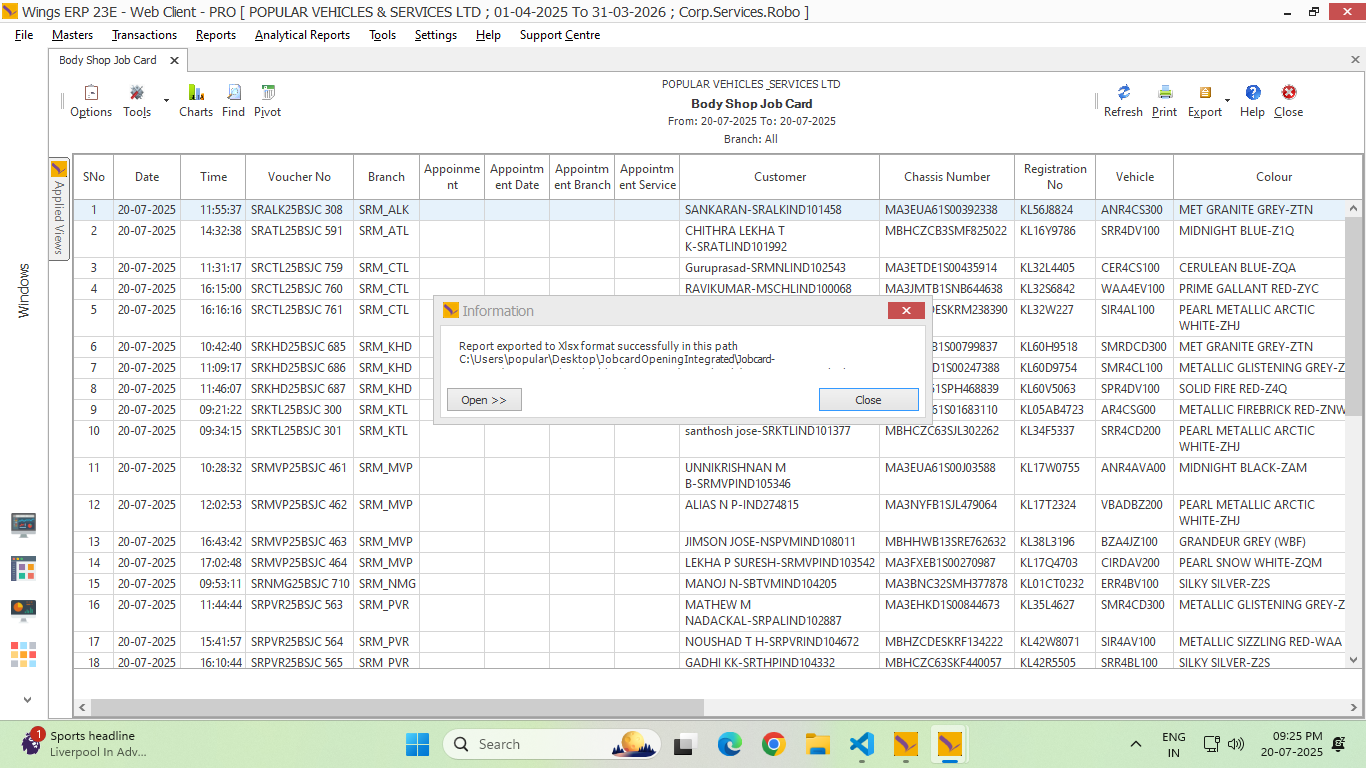 Wings ERP 23E - Web Client - PRO [ POPULAR VEHICLES & SERVICES LTD ; 01-04-2025 To 31-03-2026 ; Corp.Services.Robo ]
File Masters Transactions Reports Analytical Reports Tools Settings Help Support Centre
Body Shop Job Card
Options Tools Charts Find Pivot
POPULAR VEHICLES_SERVICES LTD
Body Shop Job Card
From: 20-07-2025 To: 20-07-2025
Branch: All
Refresh Print Export Help Close
Windows
Applied Views
SNo Date Time Voucher No Branch Appointment Appointment Date Appointment Branch Appointment Service Customer Chassis Number Registration No Vehicle Colour
1 20-07-2025 11:55:37 SRALK25BSJC 308 SRM_ALK SANKARAN-SRALKIND101458 MA3EUA61S00392338 KL56J8824 ANR4CS300 MET GRANITE GREY-ZTN
2 20-07-2025 14:32:38 SRATL25BSJC 591 SRM_ATL CHITHRA LEKHA T K-SRATLIND101992 MBHCZCB3SMF825022 KL16Y9786 SRR4DV100 MIDNIGHT BLUE-Z1Q
3 20-07-2025 11:31:17 SRCTL25BSJC 759 SRM_CTL Guruprasad-SRMNLIND102543 MA3ETDE1S00435914 KL32L4405 CER4CS100 CERULEAN BLUE-ZQA
4 20-07-2025 16:15:00 SRCTL25BSJC 760 SRM_CTL RAVIKUMAR-MSCHLIND100068 MA3JMTB1SNB644638 KL32S6842 WAA4EV100 PRIME GALLANT RED-ZYC
5 20-07-2025 16:16:16 SRCTL25BSJC 761 SRM_CTL DESKRM238390 KL32W227 SIR4AL100 PEARL METALLIC ARCTIC WHITE-ZHJ
6 20-07-2025 10:42:40 SRKHD25BSJC 685 SRM_KHD B1S00799837 KL60H9518 SMRDCD300 MET GRANITE GREY-ZTN
7 20-07-2025 11:09:17 SRKHD25BSJC 686 SRM_KHD D1S00247388 KL60D9754 SMR4CL100 METALLIC GLISTENING GREY-Z
8 20-07-2025 11:46:07 SRKHD25BSJC 687 SRM_KHD 61SPH468839 KL60V5063 SPR4DV100 SOLID FIRE RED-Z4Q
9 20-07-2025 09:21:22 SRKTL25BSJC 300 SRM_KTL 61S01683110 KL05AB4723 AR4CSG00 METALLIC FIREBRICK RED-ZNW
10 20-07-2025 09:34:15 SRKTL25BSJC 301 SRM_KTL santhosh jose-SRKTLIND101377 MBHCZC63SJL302262 KL34F5337 SRR4CD200 PEARL METALLIC ARCTIC WHITE-ZHJ
11 20-07-2025 10:28:32 SRMVP25BSJC 461 SRM_MVP UNNIKRISHNAN M B-SRMVPIND105346 MA3EUA61S00J03588 KL17W0755 ANR4AVA00 MIDNIGHT BLACK-ZAM
12 20-07-2025 12:02:53 SRMVP25BSJC 462 SRM_MVP ALIAS N P-IND274815 MA3NYFB1SJL479064 KL17T2324 VBADBZ200 PEARL METALLIC ARCTIC WHITE-ZHJ
13 20-07-2025 16:43:42 SRMVP25BSJC 463 SRM_MVP JIMSON JOSE-NSPVMIND108011 MBHHWB13SRE762632 KL38L3196 BZA4JZ100 GRANDEUR GREY (WBF)
14 20-07-2025 17:02:48 SRMVP25BSJC 464 SRM_MVP LEKHA P SURESH-SRMVPIND103542 MA3FXEB1S00270987 KL17Q4703 CIRDAV200 PEARL SNOW WHITE-ZQM
15 20-07-2025 09:53:11 SRNMG25BSJC 710 SRM_NMG MANOJ N-SBTVMIND104205 MA3BNC32SMH377878 KL01CT0232 ERR4BV100 SILKY SILVER-Z2S
16 20-07-2025 11:44:44 SRPVR25BSJC 563 SRM_PVR MATHEW M NADACKAL-SRPALIND102887 MA3EHKD1S00844673 KL35L4627 SMR4CD300 METALLIC GLISTENING GREY-Z
17 20-07-2025 15:41:57 SRPVR25BSJC 564 SRM_PVR NOUSHAD T H-SRPVRIND104672 MBHZCDESKRF134222 KL42W8071 SIR4AV100 METALLIC SIZZLING RED-WAA
18 20-07-2025 16:10:44 SRPVR25BSJC 565 SRM_PVR GADHI KK-SRTHPIND104332 MBHCZC63SKF440057 KL42R5505 SRR4BL100 SILKY SILVER-Z2S
Information
Report exported to Xlsx format successfully in this path
C:\Users\popular\Desktop\JobcardOpeningIntegrated\Jobcard-
Open >> Close
1
Sports headline
Liverpool In Adv...
Search
ENG
IN
09:25 PM
20-07-2025